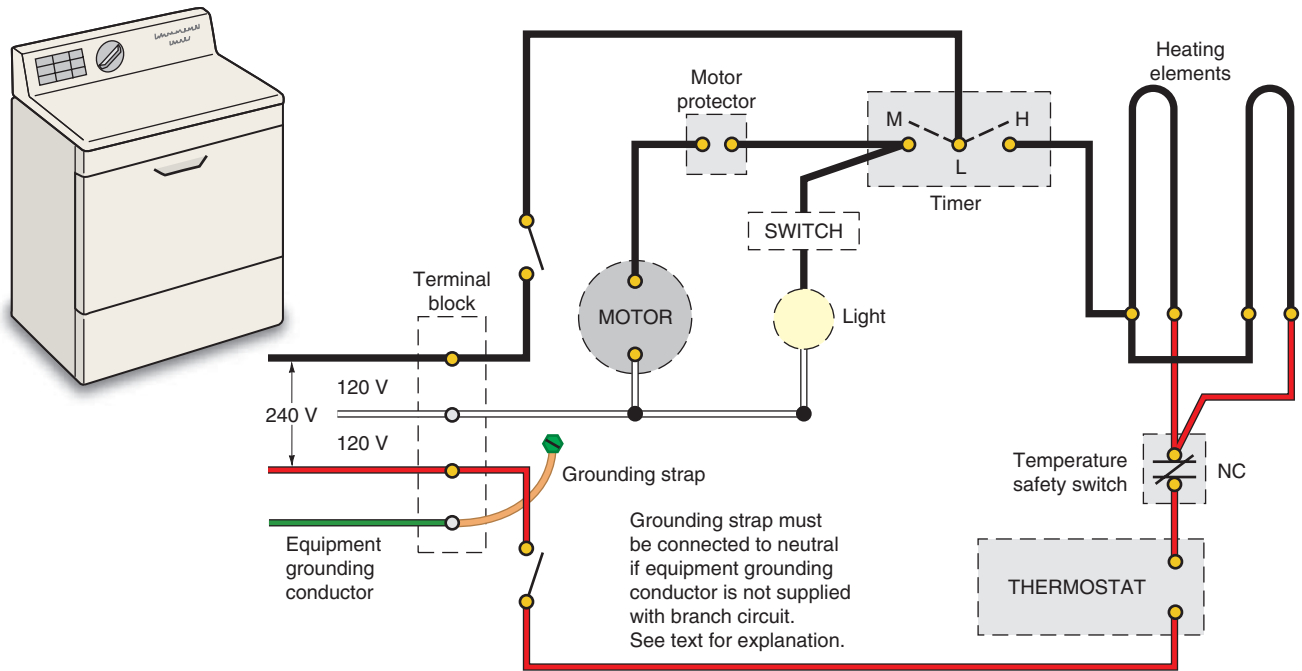 Motor
protector
Heating
elements
M
H
L
Timer
SWITCH
Terminal
block
MOTOR
Light
120 V
240 V
120 V
Grounding strap
Temperature
safety switch
NC
Equipment
grounding
conductor
Grounding strap must
be connected to neutral
if equipment grounding
conductor is not supplied
with branch circuit.
See text for explanation.
THERMOSTAT